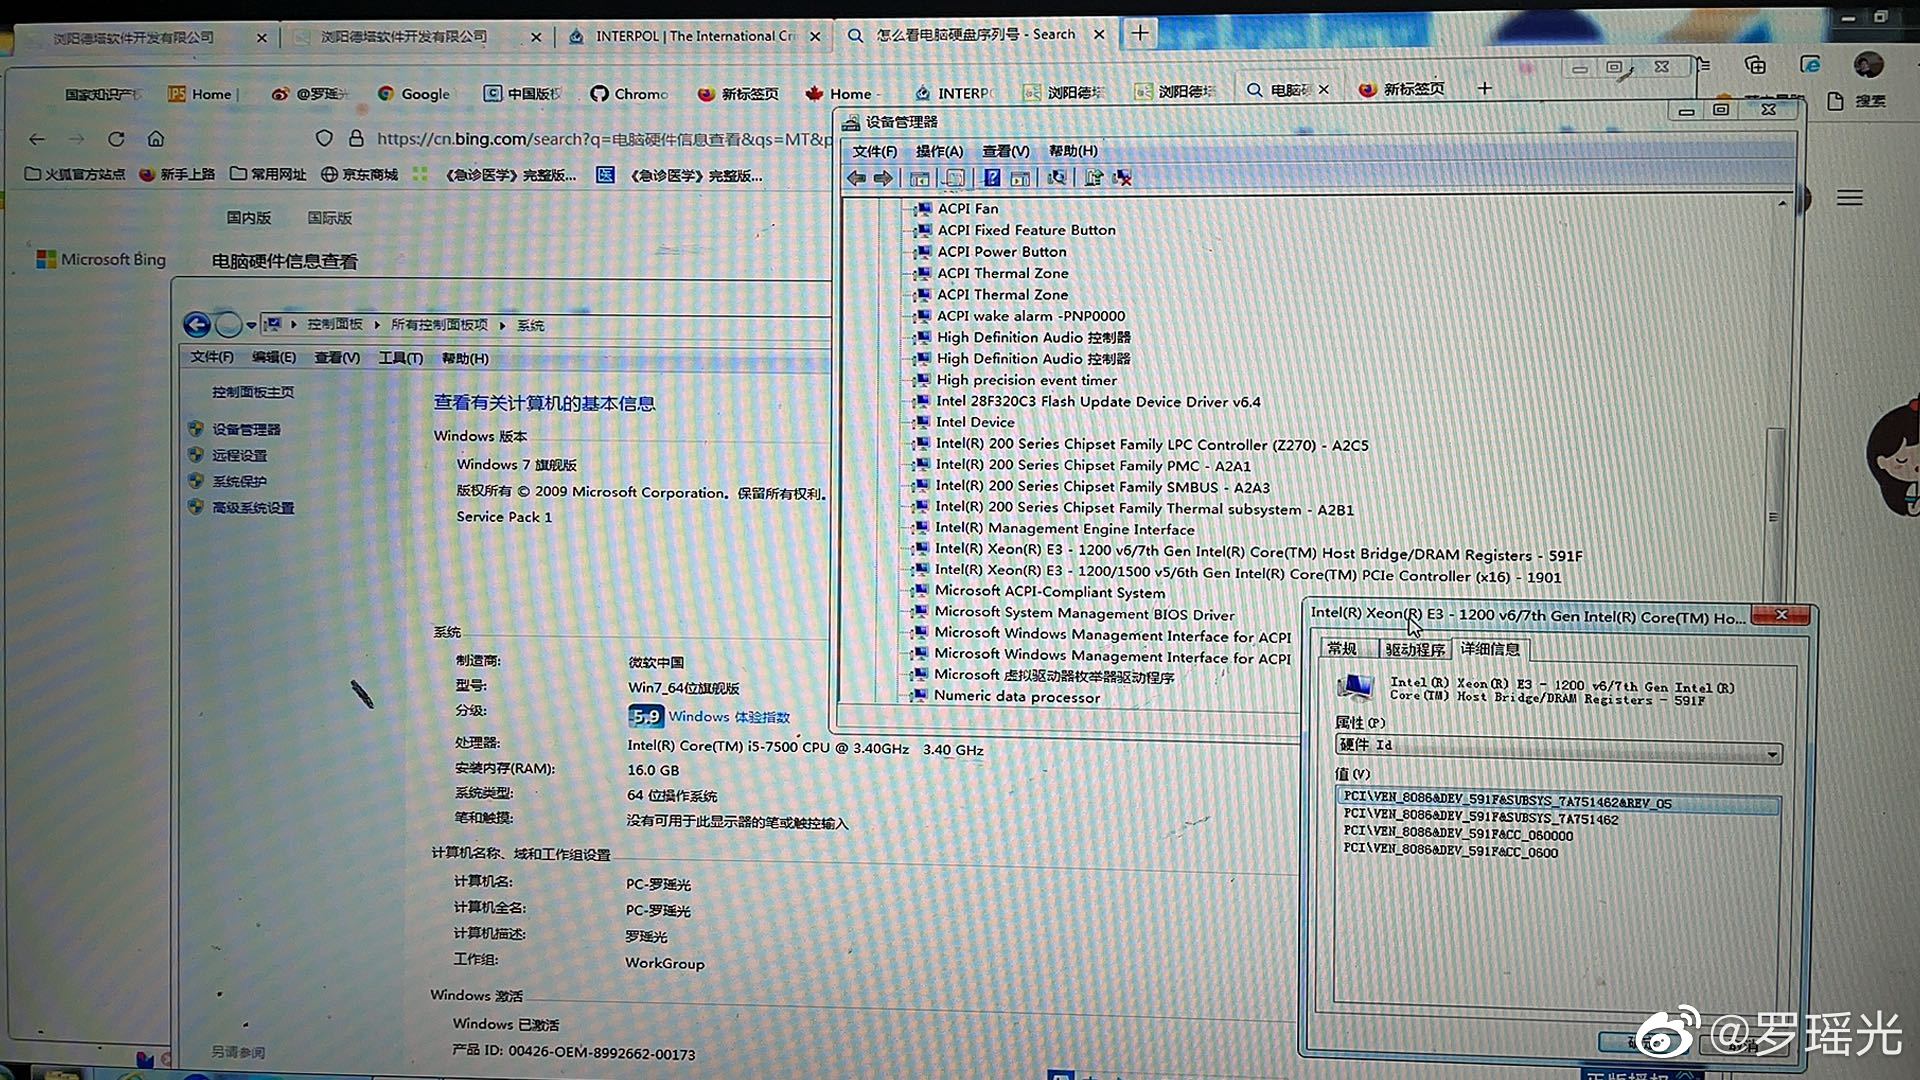 浏阳德塔软件开发有限公司
浏阳德塔软件开发有限公司
INTERPOL | The International Cri
怎么看电脑硬盘序列号 - Search
国家知识产权
Home |
@罗瑶光
Google
中国版权
Chromo
新标签页
Home -
INTERPO
浏阳德塔
浏阳德塔
电脑硬
新标签页
搜索
https://cn.bing.com/search?q=电脑硬件信息查看&qs=MT&p
火狐官方站点
新手上路
常用网址
京东商城
《急诊医学》完整版...
《急诊医学》完整版...
国内版
国际版
Microsoft Bing
电脑硬件信息查看
控制面板
所有控制面板项
系统
文件(F)
编辑(E)
查看(V)
工具(T)
帮助(H)
控制面板主页
设备管理器
远程设置
系统保护
高级系统设置
另请参阅
查看有关计算机的基本信息
Windows 版本
Windows 7 旗舰版
版权所有 © 2009 Microsoft Corporation。保留所有权利。
Service Pack 1
系统
制造商: 微软中国
型号: Win7_64位旗舰版
分级: 5.9 Windows 体验指数
处理器: Intel(R) Core(TM) i5-7500 CPU @ 3.40GHz 3.40 GHz
安装内存(RAM): 16.0 GB
系统类型: 64 位操作系统
笔和触摸: 没有可用于此显示器的笔或触控输入
计算机名称、域和工作组设置
计算机名: PC-罗瑶光
计算机全名: PC-罗瑶光
计算机描述: 罗瑶光
工作组: WorkGroup
Windows 激活
Windows 已激活
产品 ID: 00426-OEM-8992662-00173
设备管理器
文件(F)
操作(A)
查看(V)
帮助(H)
ACPI Fan
ACPI Fixed Feature Button
ACPI Power Button
ACPI Thermal Zone
ACPI Thermal Zone
ACPI wake alarm -PNP0000
High Definition Audio 控制器
High Definition Audio 控制器
High precision event timer
Intel 28F320C3 Flash Update Device Driver v6.4
Intel Device
Intel(R) 200 Series Chipset Family LPC Controller (Z270) - A2C5
Intel(R) 200 Series Chipset Family PMC - A2A1
Intel(R) 200 Series Chipset Family SMBUS - A2A3
Intel(R) 200 Series Chipset Family Thermal subsystem - A2B1
Intel(R) Management Engine Interface
Intel(R) Xeon(R) E3 - 1200 v6/7th Gen Intel(R) Core(TM) Host Bridge/DRAM Registers - 591F
Intel(R) Xeon(R) E3 - 1200/1500 v5/6th Gen Intel(R) Core(TM) PCIe Controller (x16) - 1901
Microsoft ACPI-Compliant System
Microsoft System Management BIOS Driver
Microsoft Windows Management Interface for ACPI
Microsoft Windows Management Interface for ACPI
Microsoft 虚拟驱动器枚举器驱动程序
Numeric data processor
Intel(R) Xeon(R) E3 - 1200 v6/7th Gen Intel(R) Core(TM) Ho...
常规
驱动程序
详细信息
Intel(R) Xeon(R) E3 - 1200 v6/7th Gen Intel(R)
Core(TM) Host Bridge/DRAM Registers - 591F
属性(P)
硬件 Id
值(V)
PCI\VEN_8086&DEV_591F&SUBSYS_7A751462&REV_05
PCI\VEN_8086&DEV_591F&SUBSYS_7A751462
PCI\VEN_8086&DEV_591F&CC_060000
PCI\VEN_8086&DEV_591F&CC_0600
@罗瑶光